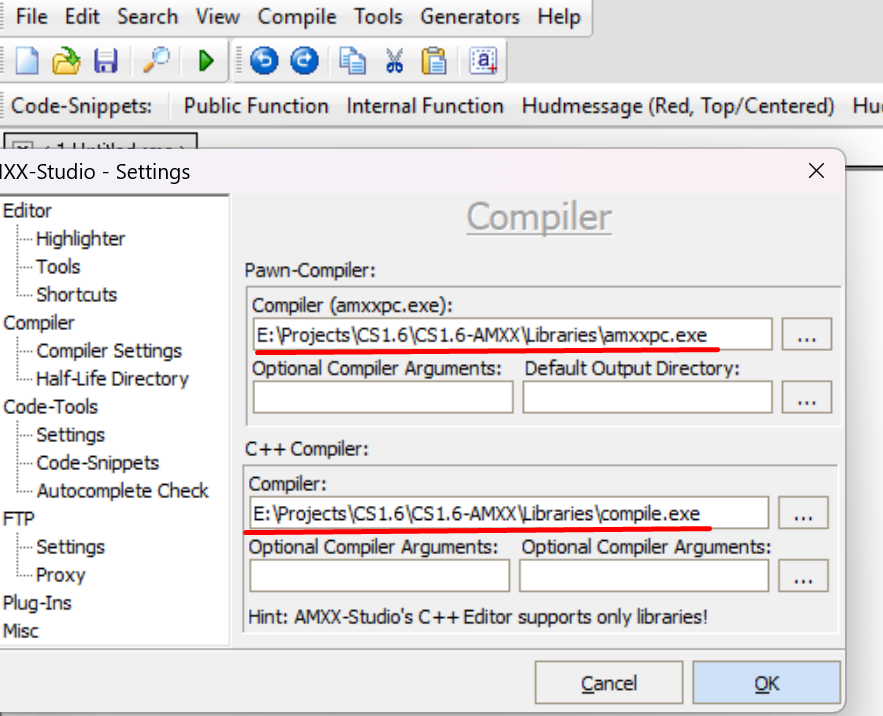 File Edit Search View Compile Tools Generators Help
Code-Snippets: Public Function Internal Function Hudmessage (Red, Top/Centered)
XX-Studio - Settings
Editor
Highlighter
Tools
Shortcuts
Compiler
Compiler Settings
Half-Life Directory
Code-Tools
Settings
Code-Snippets
Autocomplete Check
FTP
Settings
Proxy
Plug-Ins
Misc
Compiler
Pawn-Compiler:
Compiler (amxxpc.exe):
E:\Projects\CS1.6\CS1.6-AMXX\Libraries\amxxpc.exe
...
Optional Compiler Arguments: Default Output Directory:
...
C++ Compiler:
Compiler:
E:\Projects\CS1.6\CS1.6-AMXX\Libraries\compile.exe
...
Optional Compiler Arguments: Optional Compiler Arguments:
...
Hint: AMXX-Studio's C++ Editor supports only libraries!
Cancel OK